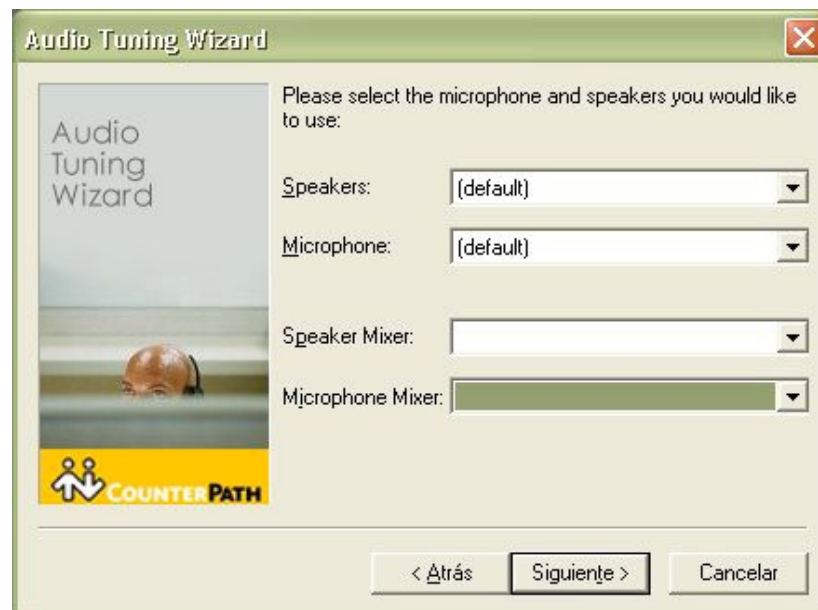 Audio Tuning Wizard
Audio
Tuning
Wizard
Please select the microphone and speakers you would like
to use:
Speakers: (default)
Microphone: (default)
Speaker Mixer:
Microphone Mixer:
COUNTERPATH
< Atrás Siguiente > Cancelar